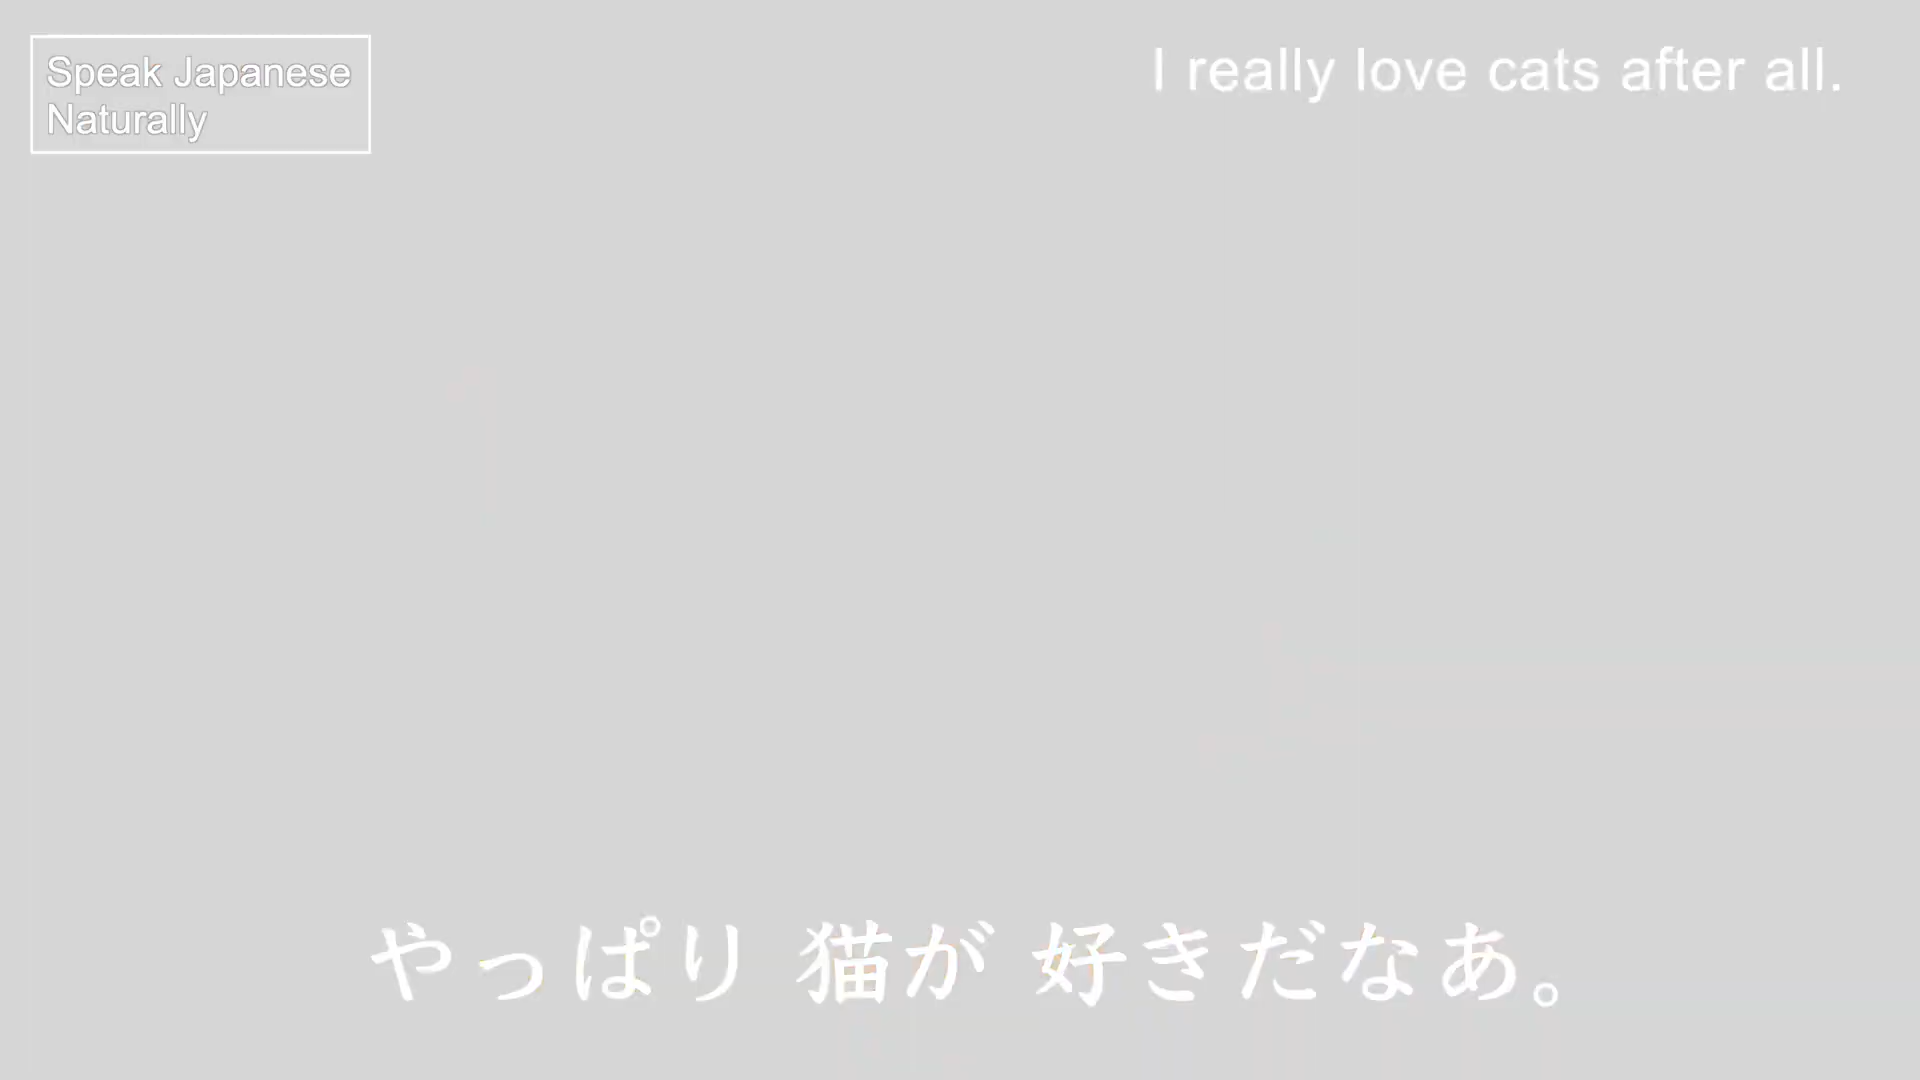 Speak Japanese
Naturally
I really love cats after all.
やっぱり 猫が 好きだなあ。